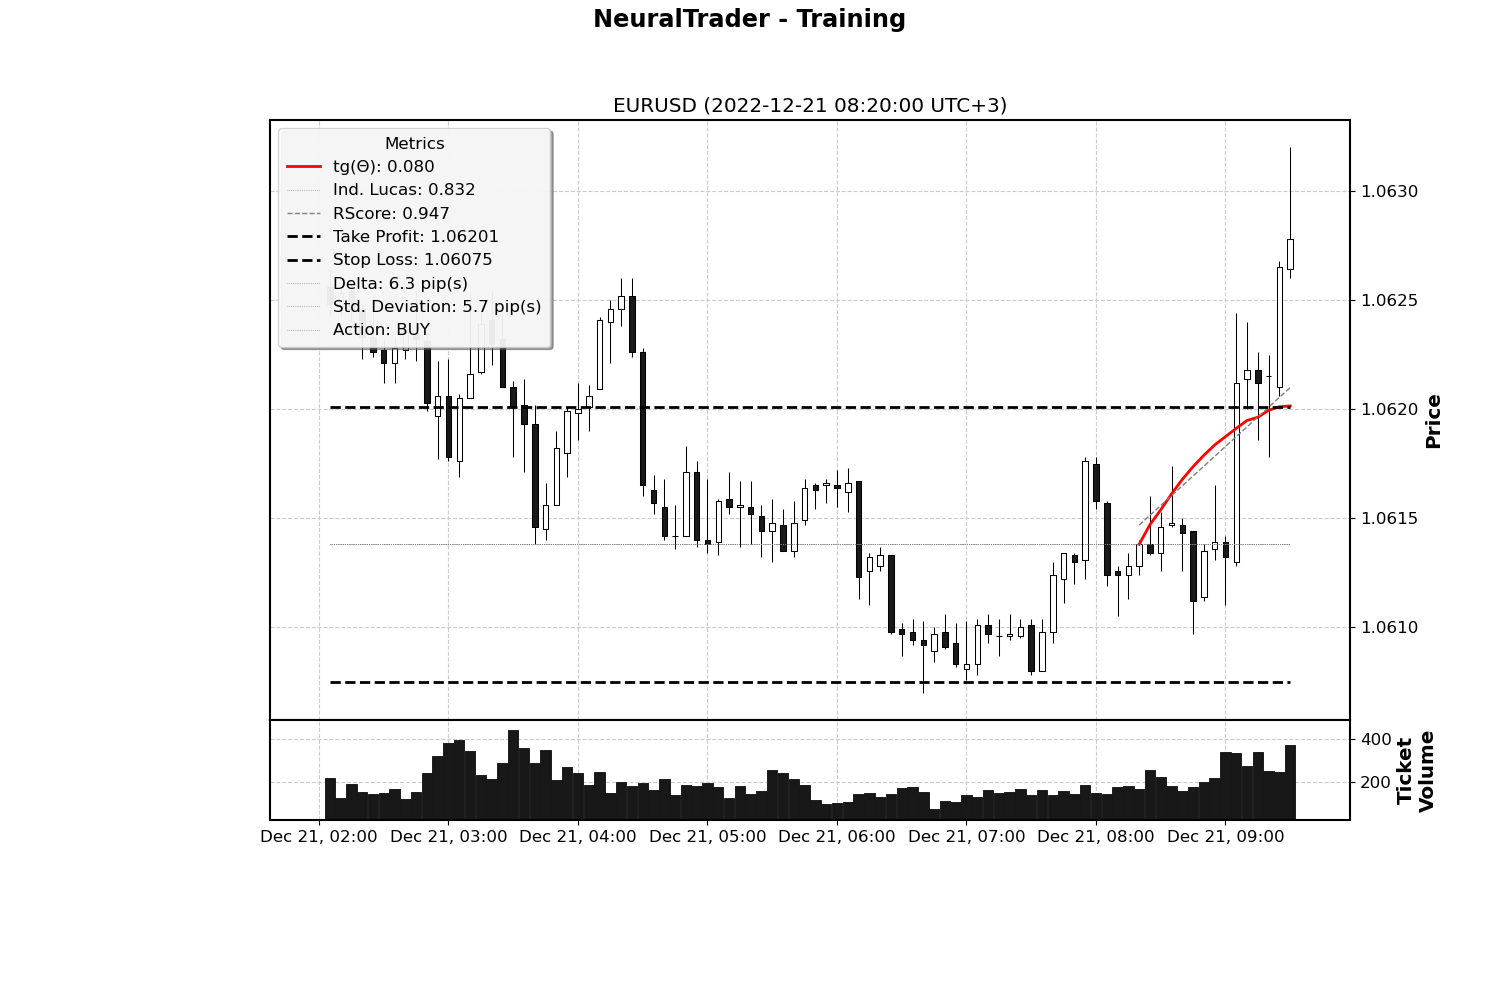 NeuralTrader - Training
EURUSD (2022-12-21 08:20:00 UTC+3)
Metrics
tg(Θ): 0.080
Ind. Lucas: 0.832
RScore: 0.947
Take Profit: 1.06201
Stop Loss: 1.06075
Delta: 6.3 pip(s)
Std. Deviation: 5.7 pip(s)
Action: BUY
1.0630
1.0625
1.0620
1.0615
1.0610
Price
400
200
Ticket
Volume
Dec 21, 02:00
Dec 21, 03:00
Dec 21, 04:00
Dec 21, 05:00
Dec 21, 06:00
Dec 21, 07:00
Dec 21, 08:00
Dec 21, 09:00